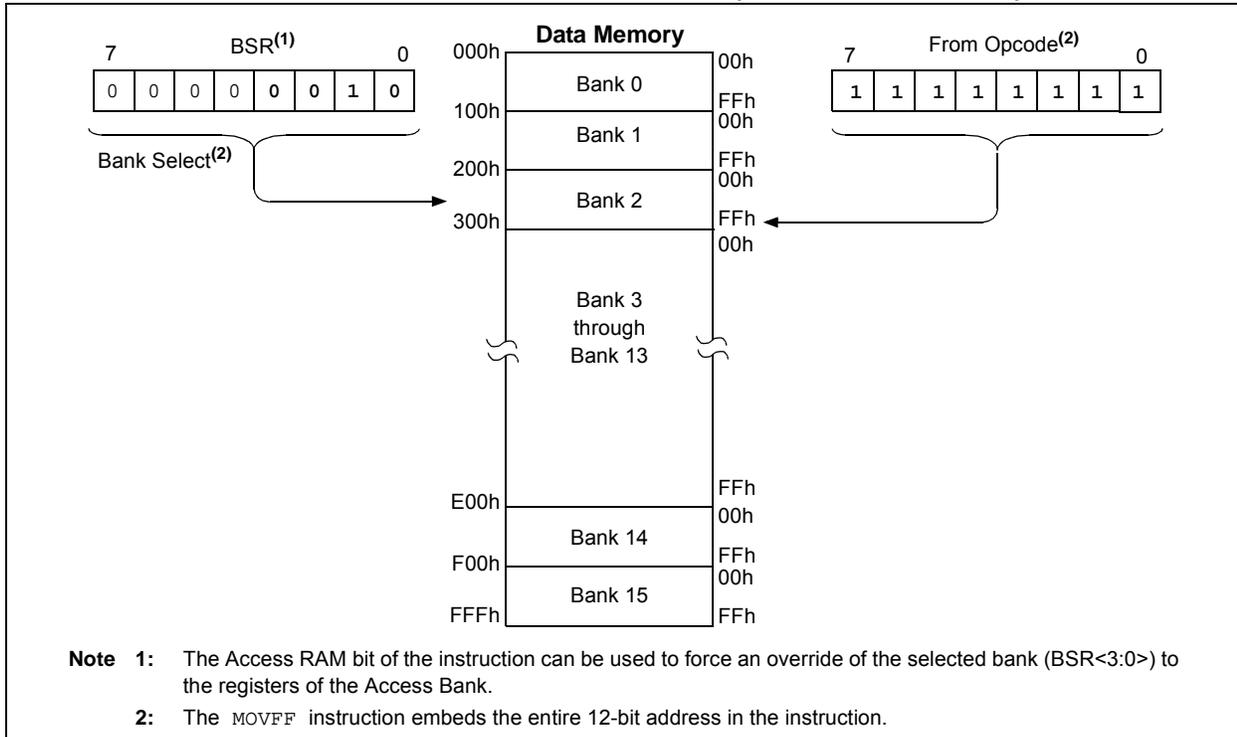 Data Memory
7 BSR(1) 0
0 0 0 0 0 0 1 0
Bank Select(2)
7 From Opcode(2) 0
1 1 1 1 1 1 1 1
000h Bank 0 00h
FFh
100h Bank 1 00h
FFh
200h Bank 2 00h
FFh
300h 00h
Bank 3
through
Bank 13
FFh
E00h Bank 14 00h
FFh
F00h Bank 15 00h
FFFh FFh
Note 1: The Access RAM bit of the instruction can be used to force an override of the selected bank (BSR<3:0>) to
the registers of the Access Bank.
2: The MOVFF instruction embeds the entire 12-bit address in the instruction.